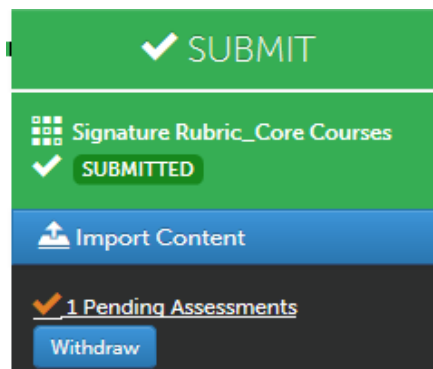 SUBMIT
Signature Rubric_Core Courses
SUBMITTED
Import Content
1 Pending Assessments
Withdraw